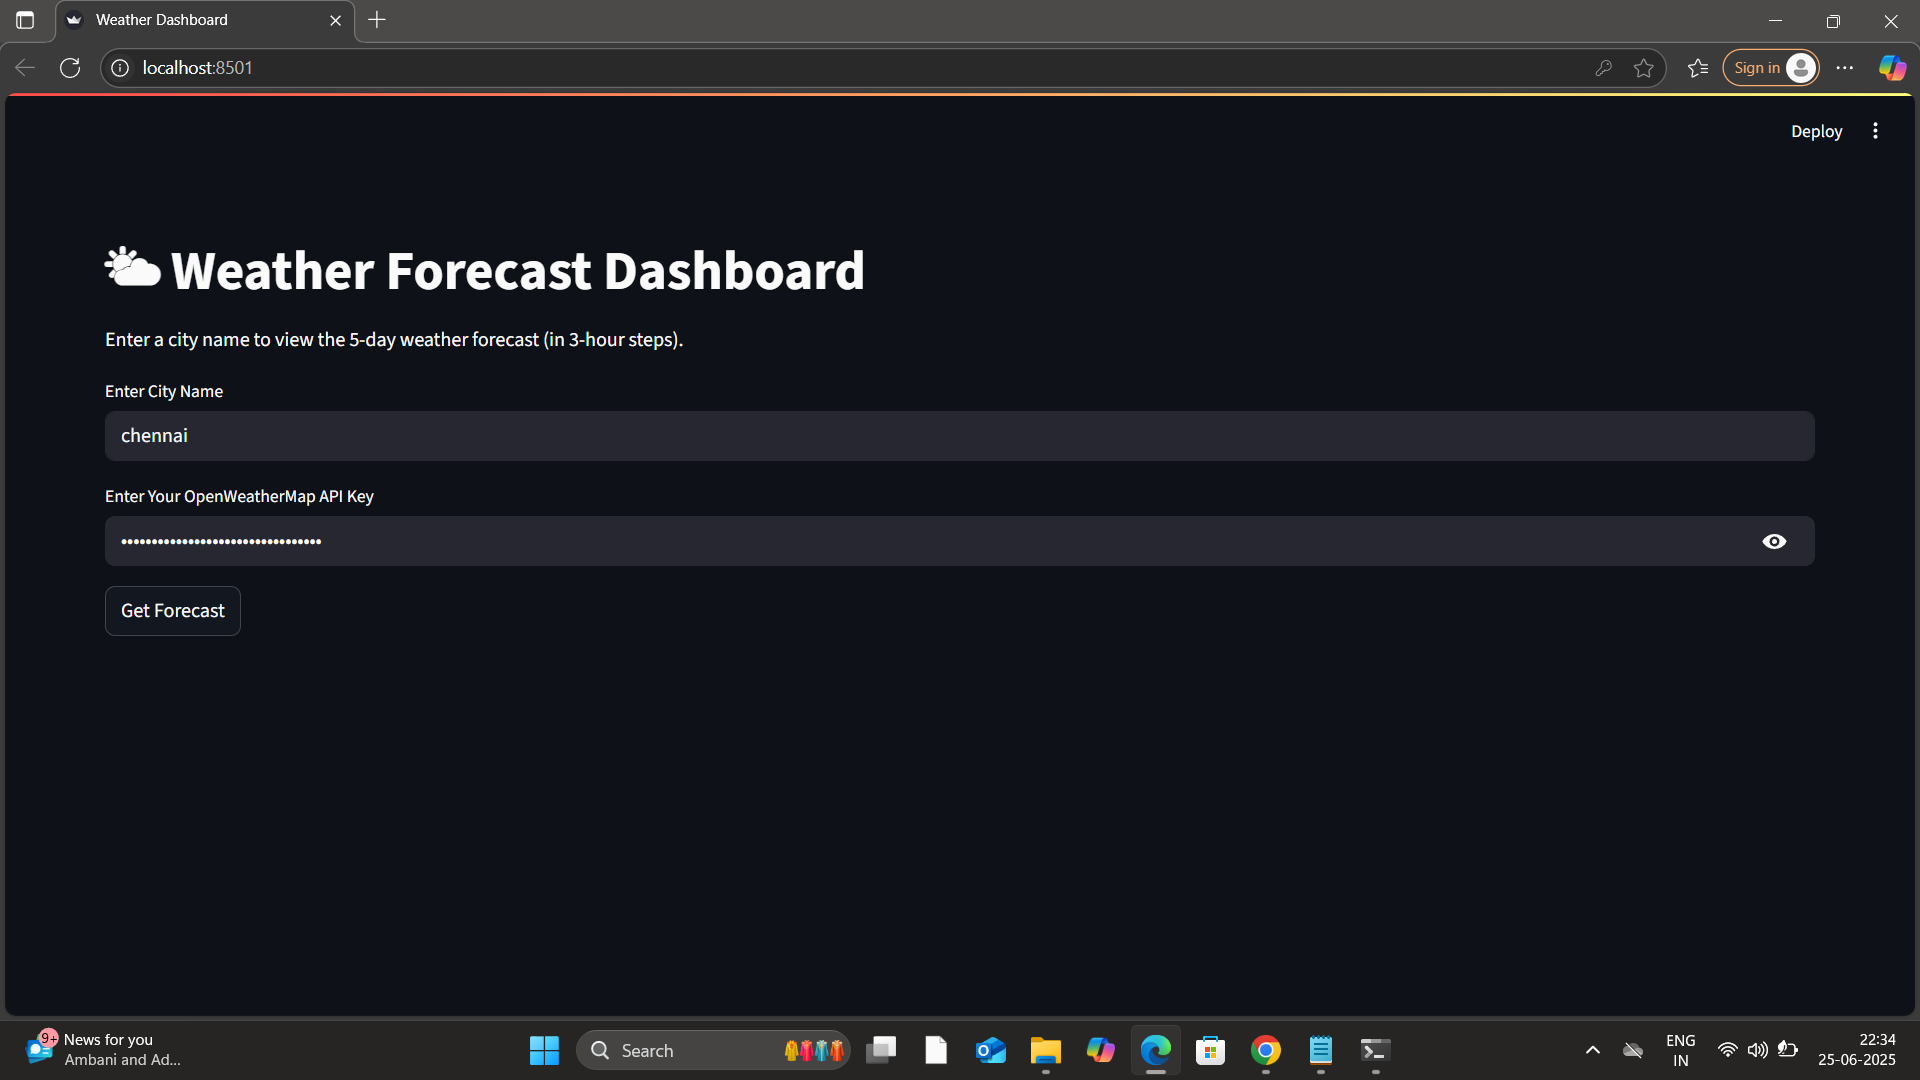 Weather Dashboard
localhost:8501
Sign in
Deploy
Weather Forecast Dashboard
Enter a city name to view the 5-day weather forecast (in 3-hour steps).
Enter City Name
chennai
Enter Your OpenWeatherMap API Key
•••••••••••••••••••••••••••••••••
Get Forecast
9+
News for you
Ambani and Ad...
Search
ENG
IN
22:34
25-06-2025